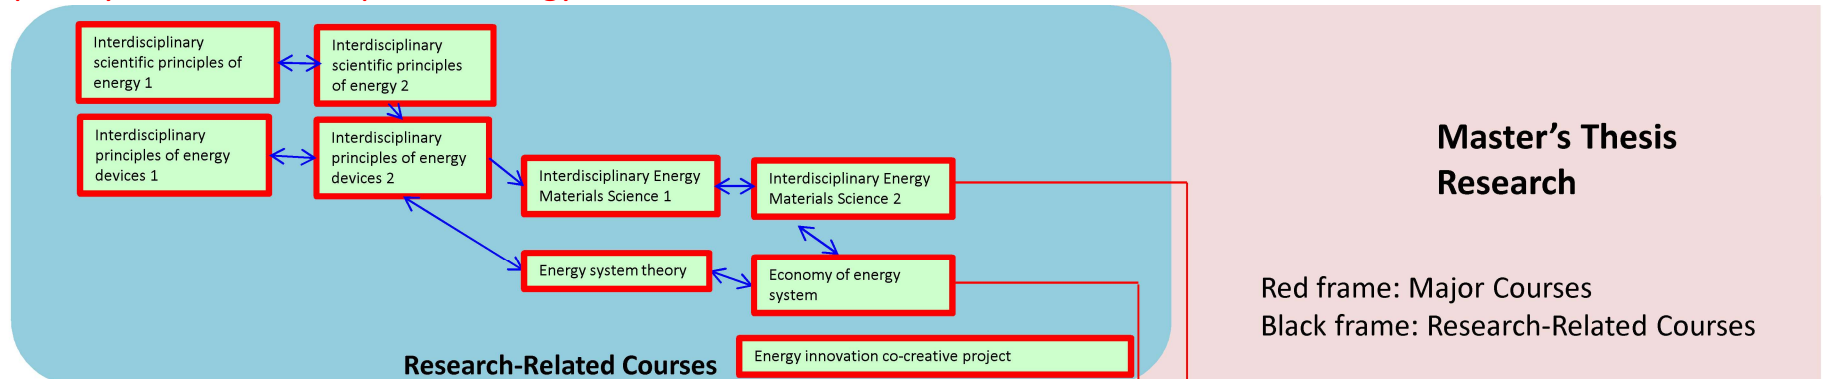 Interdisciplinary
scientific principles of
energy 1
Interdisciplinary
scientific principles
of energy 2
Interdisciplinary
principles of energy
devices 1
Interdisciplinary
principles of energy
devices 2
Interdisciplinary Energy
Materials Science 1
Interdisciplinary Energy
Materials Science 2
Energy system theory
Economy of energy
system
Energy innovation co-creative project
Research-Related Courses
Master’s Thesis
Research
Red frame: Major Courses
Black frame: Research-Related Courses